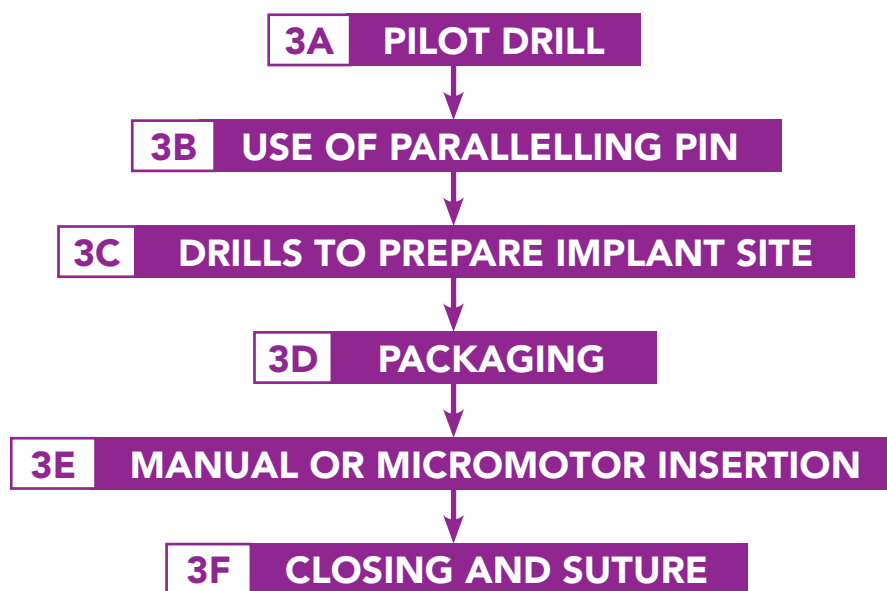 3A PILOT DRILL
3B USE OF PARALLELLING PIN
3C DRILLS TO PREPARE IMPLANT SITE
3D PACKAGING
3E MANUAL OR MICROMOTOR INSERTION
3F CLOSING AND SUTURE